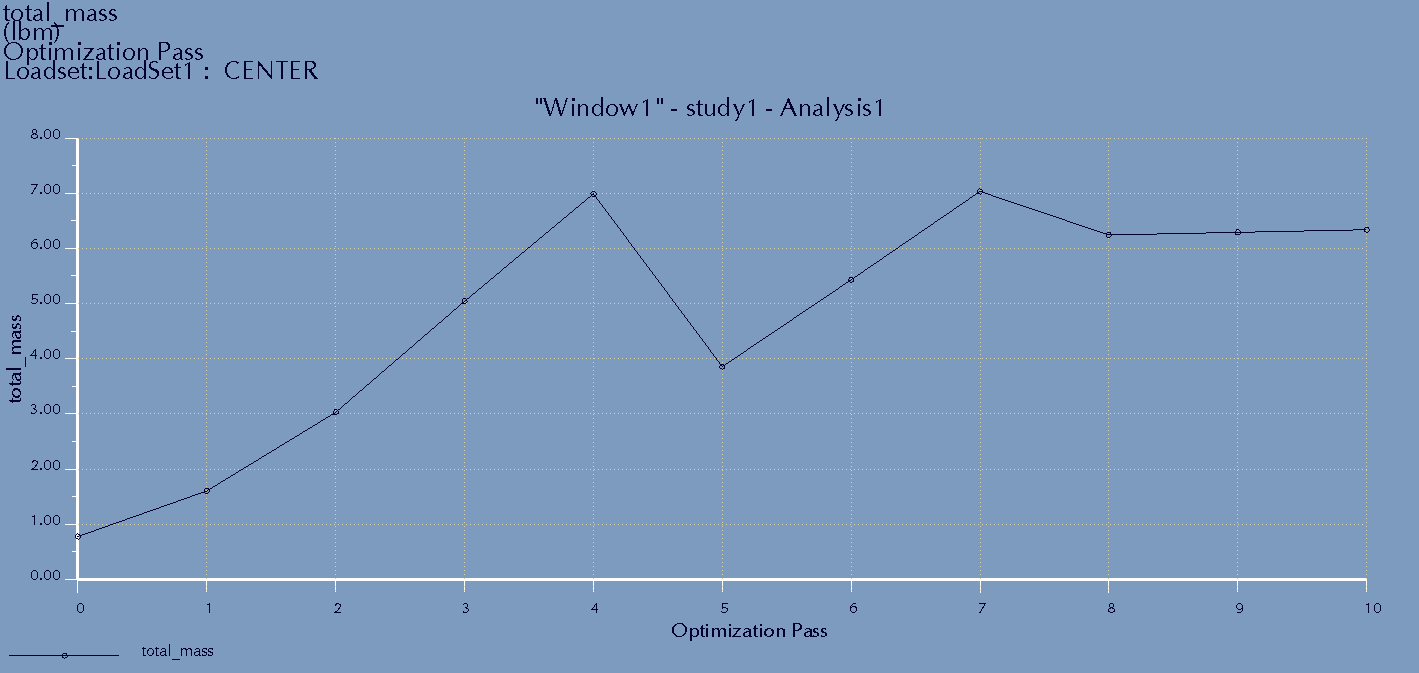 total_mass
(lbm)
Optimization Pass
Loadset:LoadSet1 : CENTER
"Window1" - study1 - Analysis1
8.00
7.00
6.00
5.00
4.00
3.00
2.00
1.00
0.00
total_mass
0 1 2 3 4 5 6 7 8 9 10
Optimization Pass
total_mass